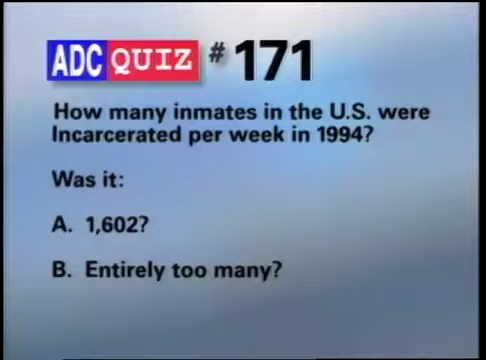 ADC QUIZ # 171
How many inmates in the U.S. were
Incarcerated per week in 1994?
Was it:
A. 1,602?
B. Entirely too many?